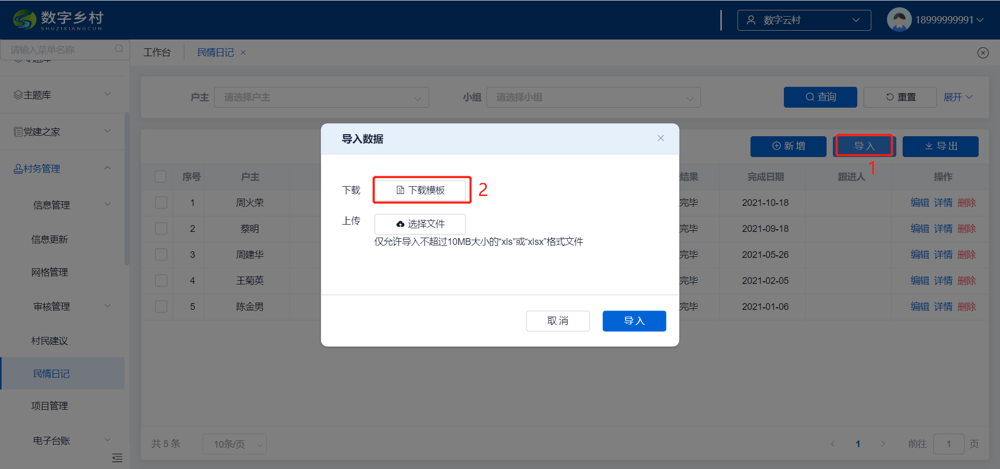 数字乡村
SHUZIXIANGCUN
数字云村
18999999991
请输入菜单名称
工作台
民情日记
专题库
主题库
党建之家
村务管理
信息管理
信息更新
网格管理
审核管理
村民建议
民情日记
项目管理
电子台账
户主 请选择户主 小组 请选择小组 查询 重置 展开
新增 导入 导出
1
序号 户主 结果 完成日期 跟进人 操作
1 周火荣 完毕 2021-10-18 编辑 详情 删除
2 蔡明 完毕 2021-09-18 编辑 详情 删除
3 周建华 完毕 2021-05-26 编辑 详情 删除
4 王菊英 完毕 2021-02-05 编辑 详情 删除
5 陈金男 完毕 2021-01-06 编辑 详情 删除
导入数据
下载 下载模板 2
上传 选择文件
仅允许导入不超过10MB大小的“xls”或“xlsx”格式文件
取消 导入
共 5 条 10条/页 1 前往 1 页